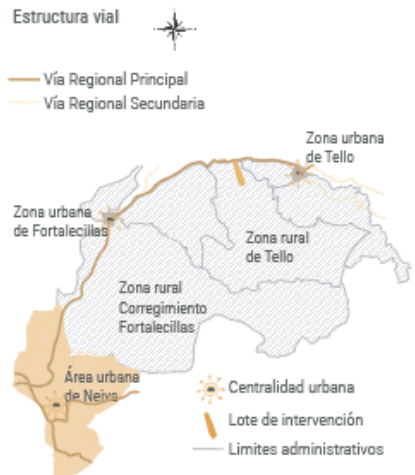 Estructura vial
Vía Regional Principal
Vía Regional Secundaria
Zona urbana
de Tello
Zona urbana
de Fortalecillas
Zona rural
de Tello
Zona rural
Corregimiento
Fortalecillas
Área urbana
de Neiva
Centralidad urbana
Lote de intervención
Limites administrativos